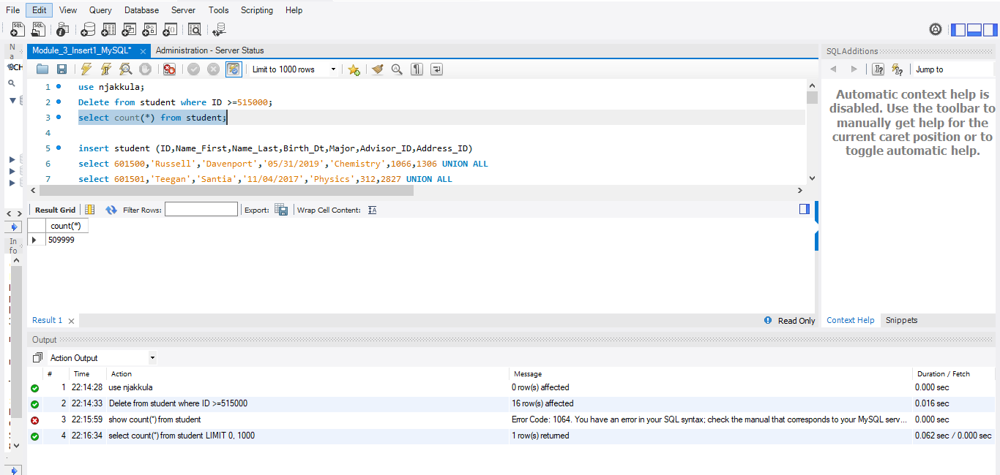 File Edit View Query Database Server Tools Scripting Help
Na
Module_3_Insert1_MySQL* × Administration - Server Status
SCH
Limit to 1000 rows
1 use njakkula;
2 Delete from student where ID >=515000;
3 select count(*) from student;
4
5 insert student (ID,Name_First,Name_Last,Birth_Dt,Major,Advisor_ID,Address_ID)
6 select 601500,'Russell','Davenport','05/31/2019','Chemistry',1066,1306 UNION ALL
7 select 601501,'Teegan','Santia','11/04/2017','Physics',312,2827 UNION ALL
Result Grid Filter Rows: Export: Wrap Cell Content:
count(*)
509999
Info
Result 1 × Read Only
SQLAdditions
Jump to
Automatic context help is
disabled. Use the toolbar to
manually get help for the
current caret position or to
toggle automatic help.
Context Help Snippets
Output
Action Output
# Time Action Message Duration / Fetch
1 22:14:28 use njakkula 0 row(s) affected 0.000 sec
2 22:14:33 Delete from student where ID >=515000 16 row(s) affected 0.016 sec
3 22:15:59 show count(*) from student Error Code: 1064. You have an error in your SQL syntax; check the manual that corresponds to your MySQL serv... 0.000 sec
4 22:16:34 select count(*) from student LIMIT 0, 1000 1 row(s) returned 0.062 sec / 0.000 sec